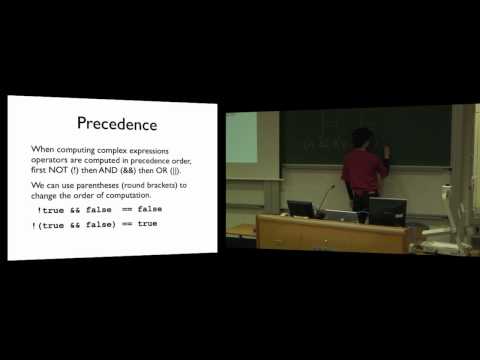 Precedence
When computing complex expressions
operators are computed in precedence order,
first NOT (!) then AND (&&) then OR (||).
We can use parentheses (round brackets) to
change the order of computation.
!true && false == false
!(true && false) == true